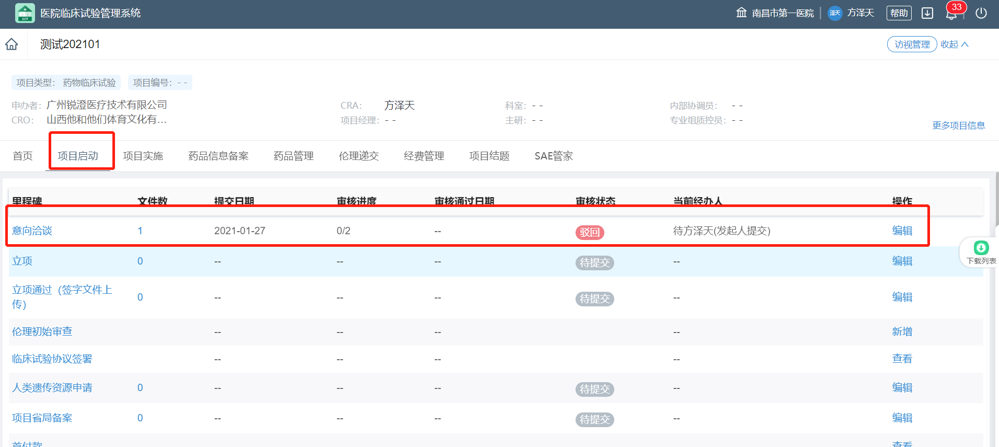 医院临床试验管理系统
GCP
南昌市第一医院
泽天
方泽天
帮助
33
测试202101
访视管理
收起
项目类型： 药物临床试验
项目编号：- -
申办者： 广州锐澄医疗技术有限公司
CRA： 方泽天
科室：- -
内部协调员： - -
CRO： 山西他和他们体育文化有...
项目经理：- -
主研：- -
专业组质控员：- -
更多项目信息
首页 项目启动 项目实施 药品信息备案 药品管理 伦理递交 经费管理 项目结题 SAE管家
里程碑 文件数 提交日期 审核进度 审核通过日期 审核状态 当前经办人 操作
意向洽谈 1 2021-01-27 0/2 -- 驳回 待方泽天(发起人提交) 编辑
立项 0 -- -- -- 待提交 -- 编辑
下载列表
立项通过（签字文件上
传) 0 -- -- -- 待提交 -- 编辑
伦理初始审查 -- -- -- -- 新增
临床试验协议签署 -- -- -- -- 查看
人类遗传资源申请 0 -- -- -- 待提交 -- 编辑
项目省局备案 0 -- -- -- 待提交 -- 编辑
首付款 查看